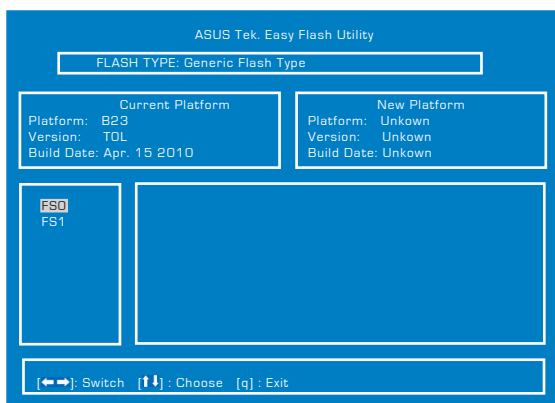 ASUS Tek. Easy Flash Utility
FLASH TYPE: Generic Flash Type
Current Platform
Platform: B23
Version: TOL
Build Date: Apr. 15 2010
New Platform
Platform: Unkown
Version: Unkown
Build Date: Unkown
FS0
FS1
[⬅➡]: Switch [⬆⬇] : Choose [q] : Exit